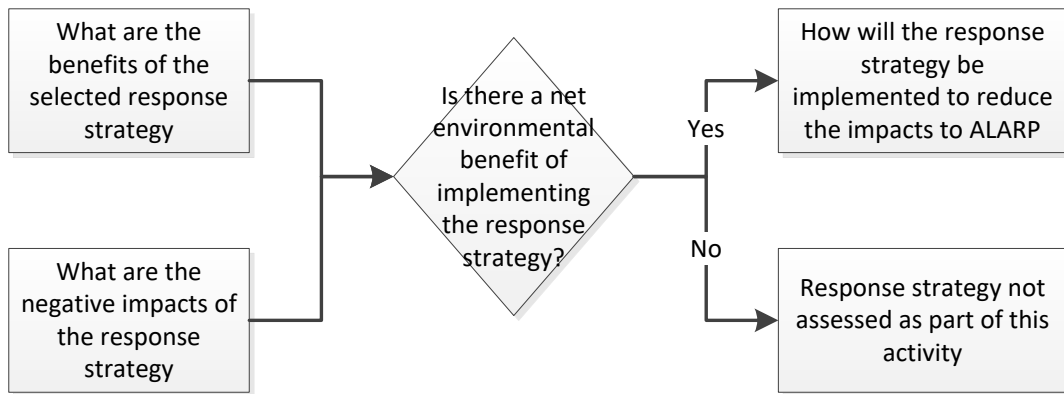 What are the
benefits of the
selected response
strategy
What are the
negative impacts of
the response
strategy
Is there a net
environmental
benefit of
implementing
the response
strategy?
Yes
No
How will the response
strategy be
implemented to reduce
the impacts to ALARP
Response strategy not
assessed as part of this
activity